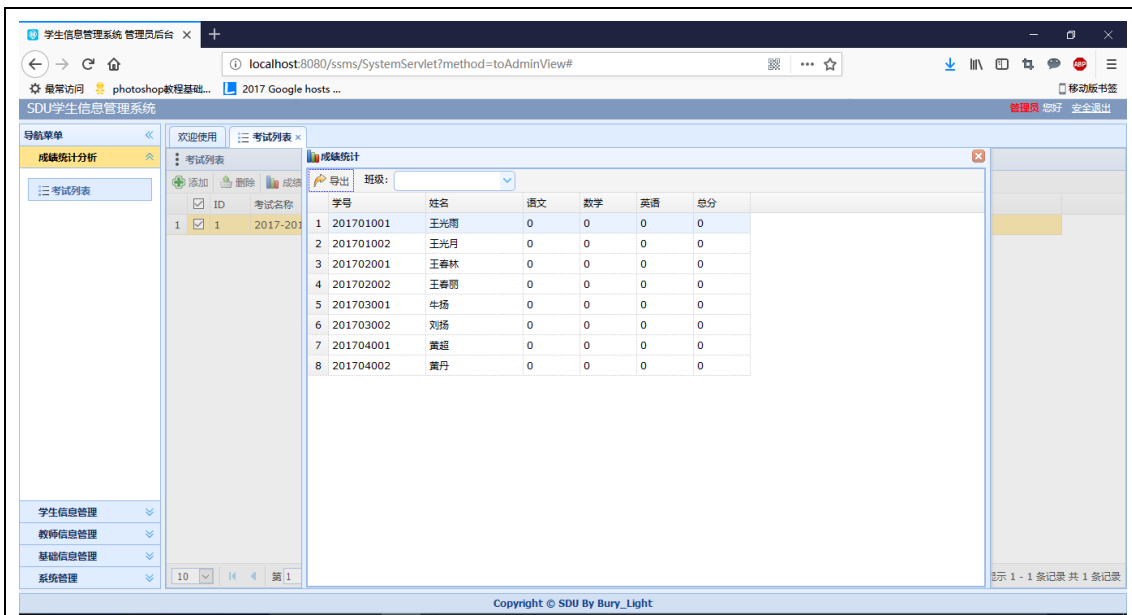 学生信息管理系统 管理员后台
localhost:8080/ssms/SystemServlet?method=toAdminView#
ABP
最常访问 photoshop教程基础... 2017 Google hosts ... 移动版书签
SDU学生信息管理系统 管理员 您好 安全退出
导航菜单
成绩统计分析
考试列表
学生信息管理
教师信息管理
基础信息管理
系统管理
欢迎使用 考试列表
考试列表
添加 删除 成绩
ID 考试名称
1 1 2017-201
成绩统计
导出 班级:
学号 姓名 语文 数学 英语 总分
1 201701001 王光雨 0 0 0 0
2 201701002 王光月 0 0 0 0
3 201702001 王春林 0 0 0 0
4 201702002 王春丽 0 0 0 0
5 201703001 牛扬 0 0 0 0
6 201703002 刘扬 0 0 0 0
7 201704001 黄超 0 0 0 0
8 201704002 黄丹 0 0 0 0
10 第 1
示 1 - 1 条记录 共 1 条记录
Copyright © SDU By Bury_Light